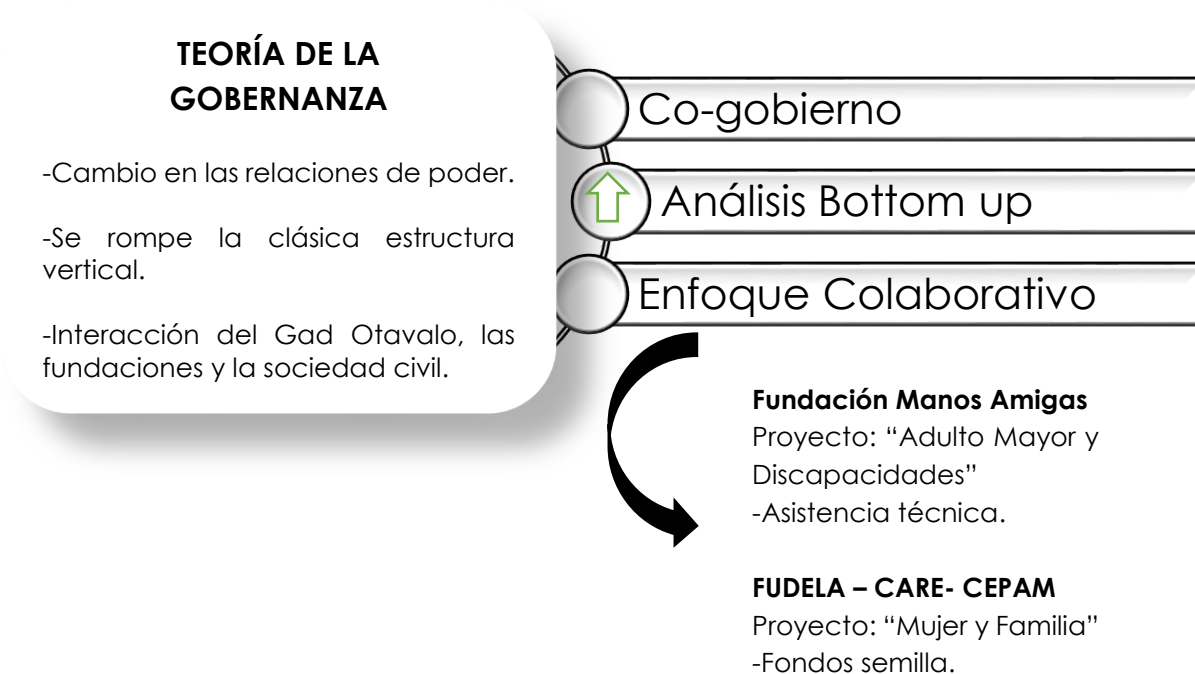 TEORÍA DE LA
GOBERNANZA
-Cambio en las relaciones de poder.
-Se rompe la clásica estructura
vertical.
-Interacción del Gad Otavalo, las
fundaciones y la sociedad civil.
Co-gobierno
Análisis Bottom up
Enfoque Colaborativo
Fundación Manos Amigas
Proyecto: “Adulto Mayor y
Discapacidades”
-Asistencia técnica.
FUDELA – CARE- CEPAM
Proyecto: “Mujer y Familia”
-Fondos semilla.